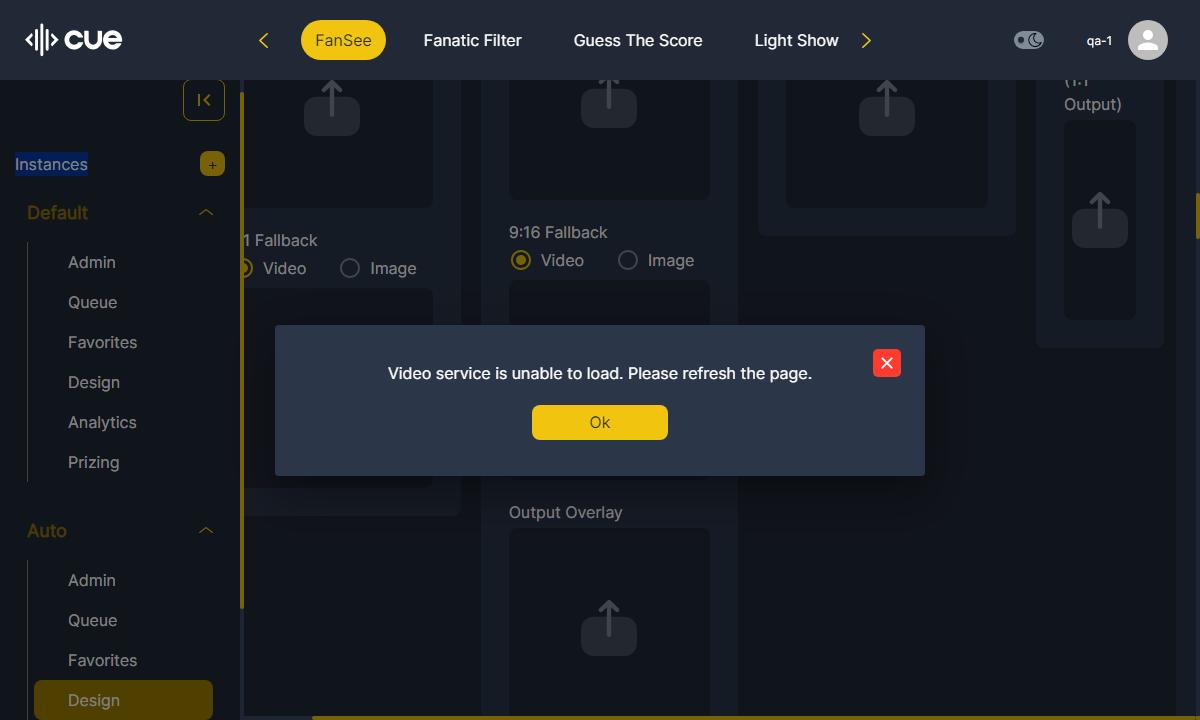 cue
FanSee
Fanatic Filter
Guess The Score
Light Show
qa-1
Instances
+
Default
Admin
Queue
Favorites
Design
Analytics
Prizing
Auto
Admin
Queue
Favorites
Design
1 Fallback
Video
Image
9:16 Fallback
Video
Image
Output Overlay
(1:1
Output)
Video service is unable to load. Please refresh the page.
Ok